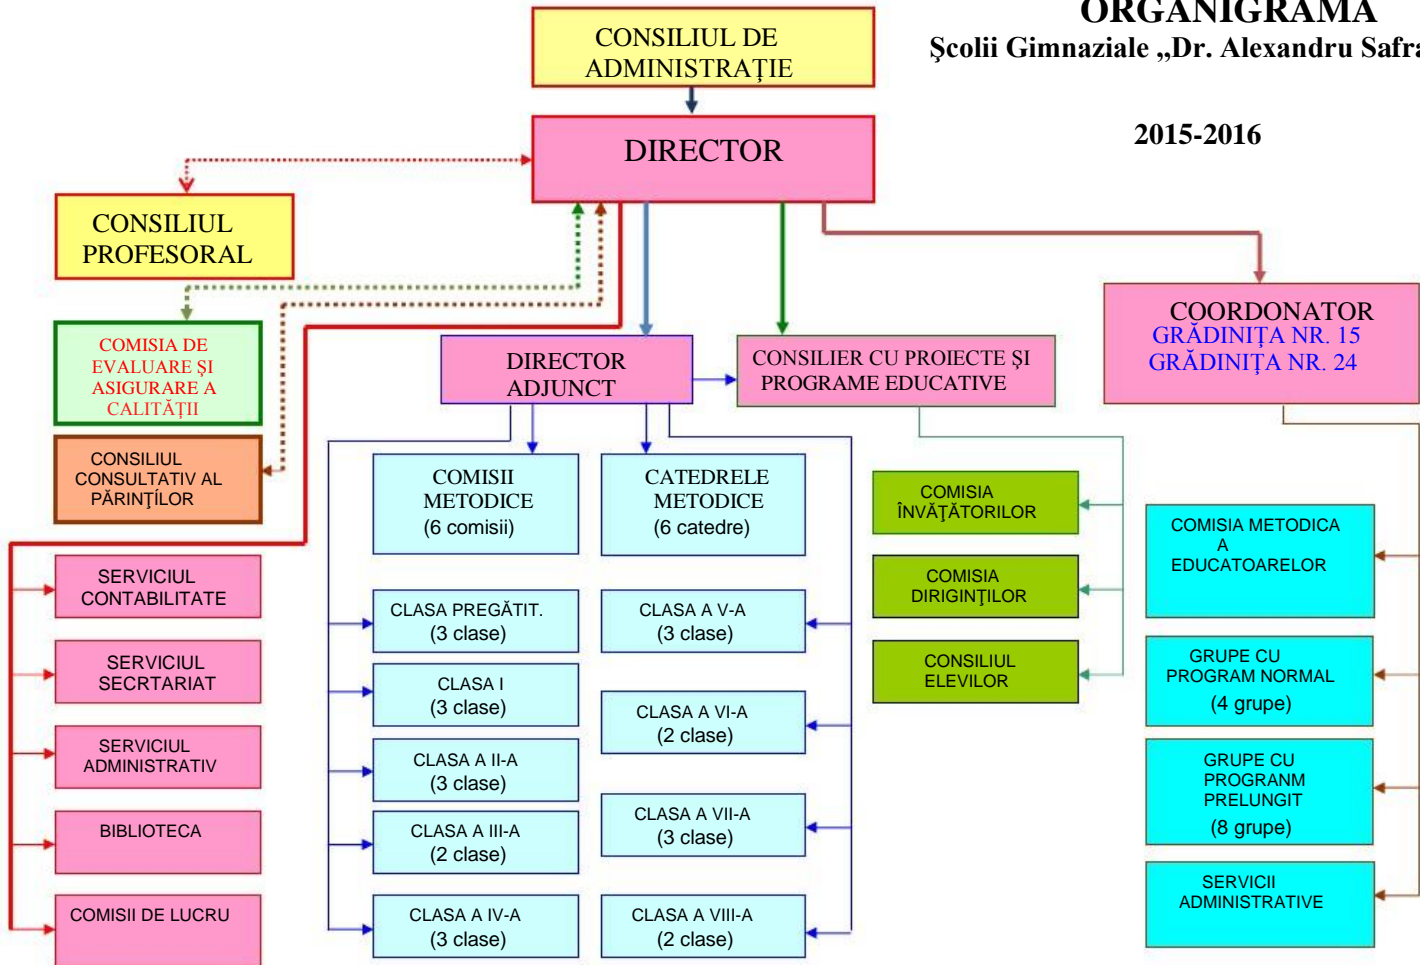 ORGANIGRAMA
Şcolii Gimnaziale „Dr. Alexandru Safra
2015-2016
CONSILIUL DE
ADMINISTRAŢIE
DIRECTOR
CONSILIUL
PROFESORAL
COMISIA DE
EVALUARE ŞI
ASIGURARE A
CALITĂŢII
CONSILIUL
CONSULTATIV AL
PĂRINŢÍLOR
DIRECTOR
ADJUNCT
CONSILIER CU PROIECTE ŞI
PROGRAME EDUCATIVE
COORDONATOR
GRĂDINIŢA NR. 15
GRĂDINIŢA NR. 24
SERVICIUL
CONTABILITATE
SERVICIUL
SECRTARIAT
SERVICIUL
ADMINISTRATIV
BIBLIOTECA
COMISII DE LUCRU
COMISII
METODICE
(6 comisii)
CLASA PREGĂTIT.
(3 clase)
CLASA I
(3 clase)
CLASA A II-A
(3 clase)
CLASA A III-A
(2 clase)
CLASA A IV-A
(3 clase)
CATEDRELE
METODICE
(6 catedre)
CLASA A V-A
(3 clase)
CLASA A VI-A
(2 clase)
CLASA A VII-A
(3 clase)
CLASA A VIII-A
(2 clase)
COMISIA
ÎNVĂŢĂTORILOR
COMISIA
DIRIGINŢILOR
CONSILIUL
ELEVILOR
COMISIA METODICA
A
EDUCATOARELOR
GRUPE CU
PROGRAM NORMAL
(4 grupe)
GRUPE CU
PROGRANM
PRELUNGIT
(8 grupe)
SERVICII
ADMINISTRATIVE